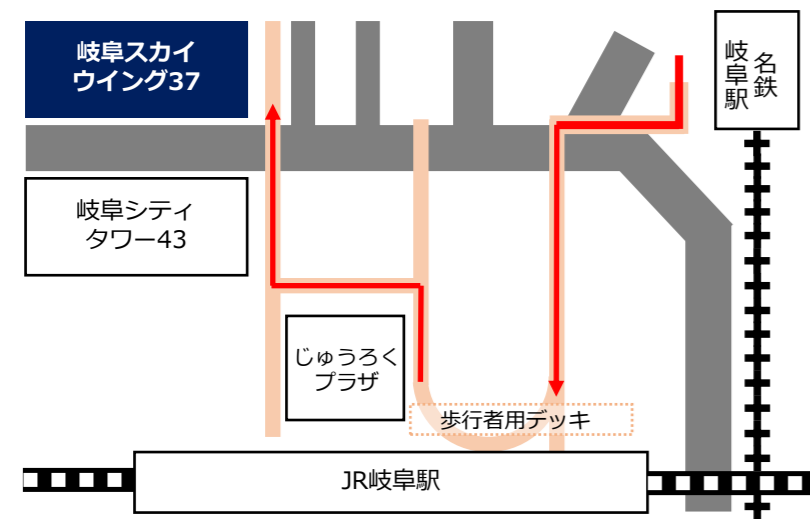 岐阜スカイ
ウイング37
名鉄
岐阜駅
岐阜シティ
タワー43
じゅうろく
プラザ
歩行者用デッキ
JR岐阜駅